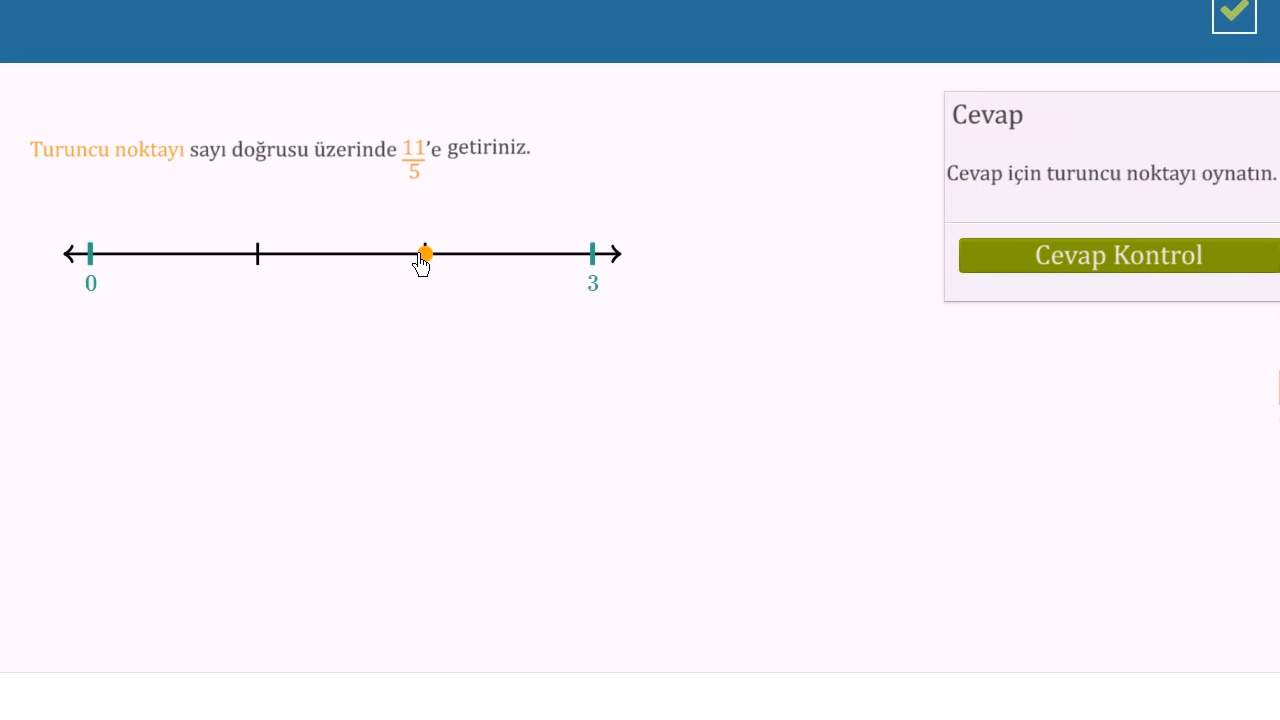 Turuncu noktayı sayı doğrusu üzerinde 11/5'e getiriniz.
0 3
Cevap
Cevap için turuncu noktayı oynatın.
Cevap Kontrol